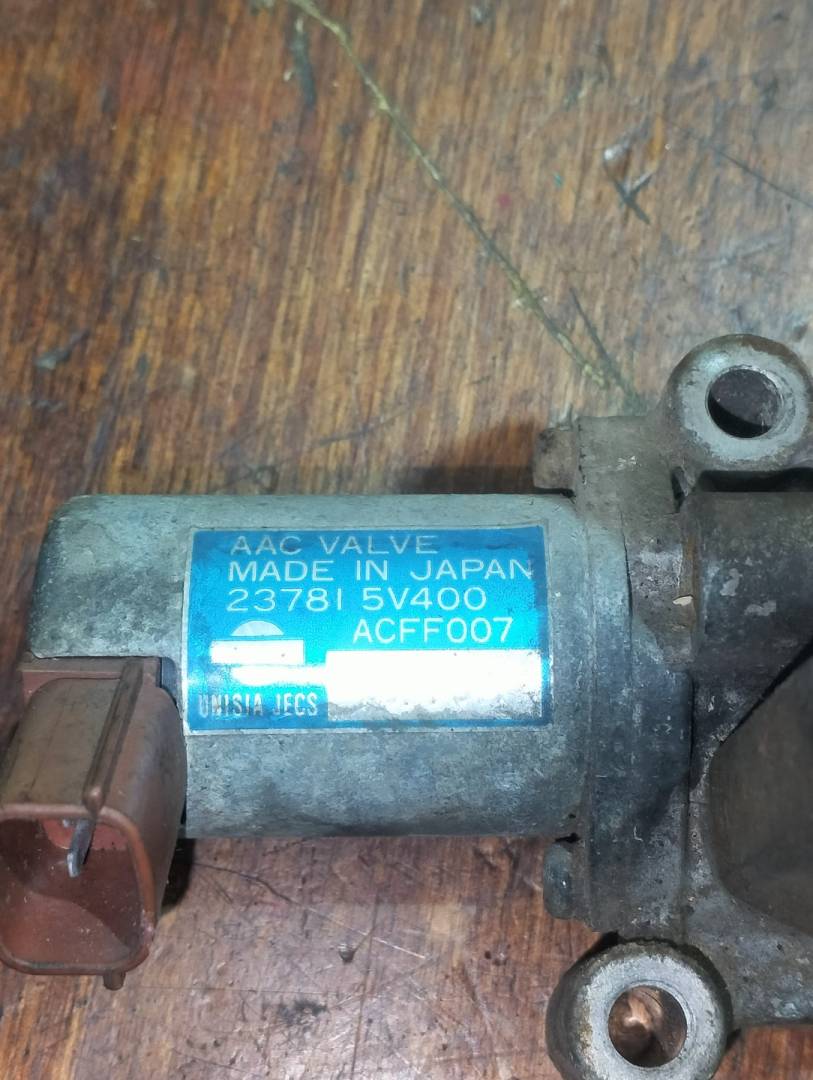 AAC VALVE
MADE IN JAPAN
23781 5V400
ACFF007
UNISIA JECS